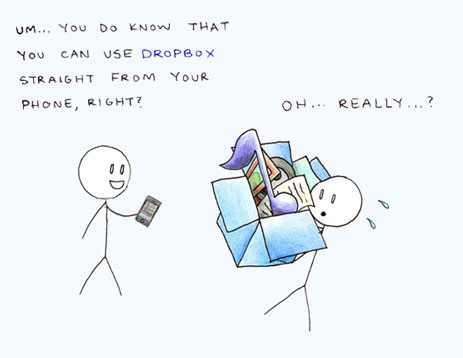 UM... YOU DO KNOW THAT
YOU CAN USE DROPBOX
STRAIGHT FROM YOUR
PHONE, RIGHT?
OH... REALLY...?